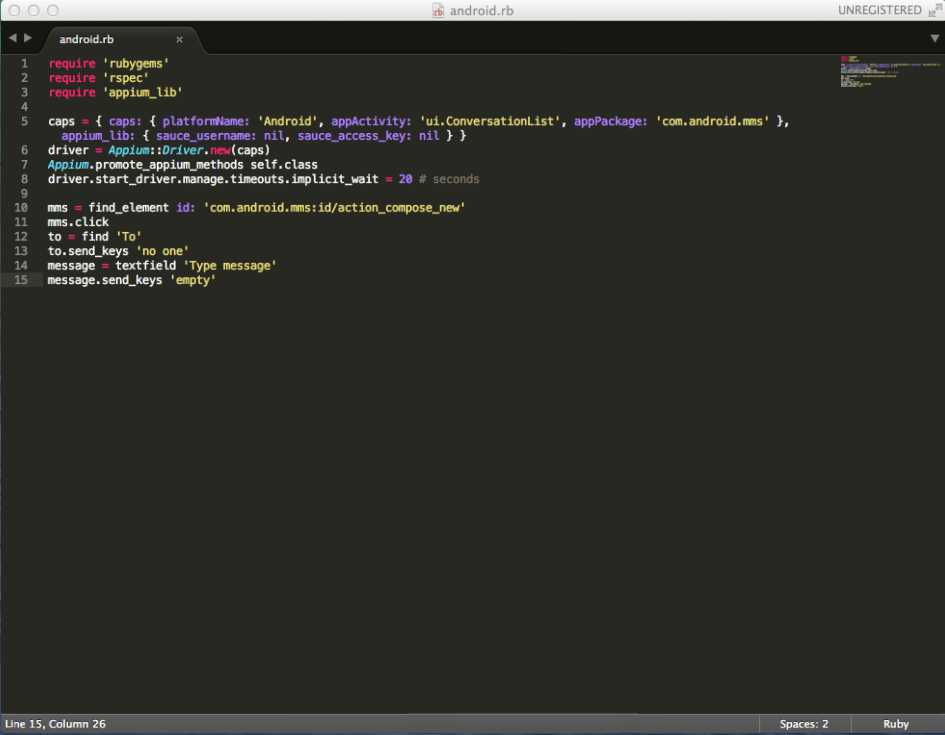 android.rb
UNREGISTERED
android.rb
1 require 'rubygems'
2 require 'rspec'
3 require 'appium_lib'
4
5 caps = { caps: { platformName: 'Android', appActivity: 'ui.ConversationList', appPackage: 'com.android.mms' },
appium_lib: { sauce_username: nil, sauce_access_key: nil } }
6 driver = Appium::Driver.new(caps)
7 Appium.promote_appium_methods self.class
8 driver.start_driver.manage.timeouts.implicit_wait = 20 # seconds
9
10 mms = find_element id: 'com.android.mms:id/action_compose_new'
11 mms.click
12 to = find 'To'
13 to.send_keys 'no one'
14 message = textfield 'Type message'
15 message.send_keys 'empty'
Line 15, Column 26
Spaces: 2
Ruby